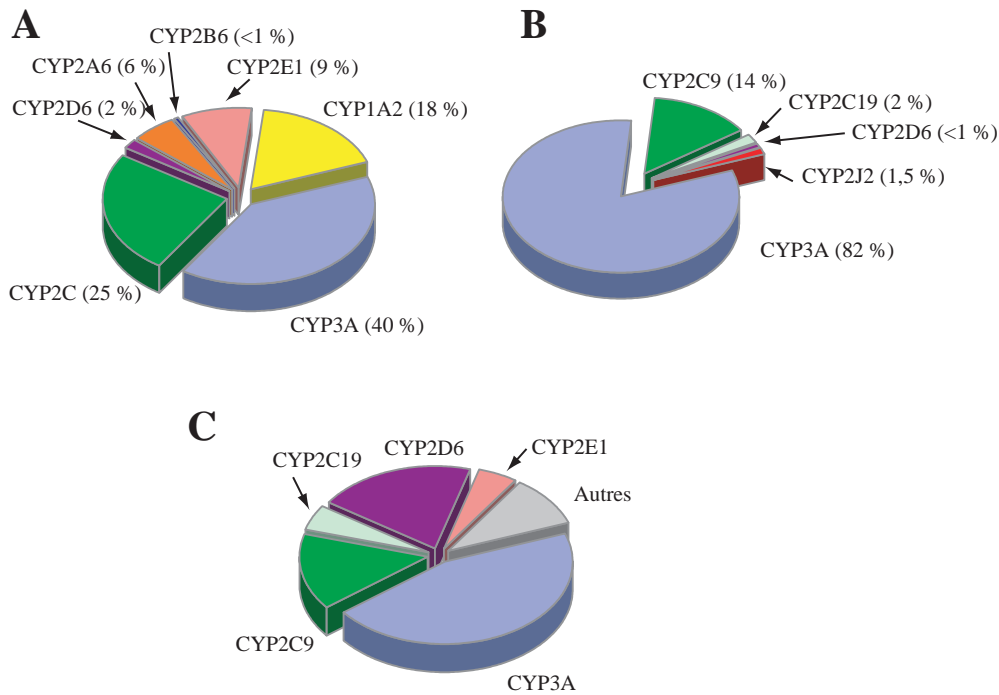 A
CYP2B6 (<1 %)
CYP2A6 (6 %)
CYP2E1 (9 %)
CYP2D6 (2 %)
CYP1A2 (18 %)
CYP2C (25 %)
CYP3A (40 %)
B
CYP2C9 (14 %)
CYP2C19 (2 %)
CYP2D6 (<1 %)
CYP2J2 (1,5 %)
CYP3A (82 %)
C
CYP2D6
CYP2E1
CYP2C19
Autres
CYP2C9
CYP3A